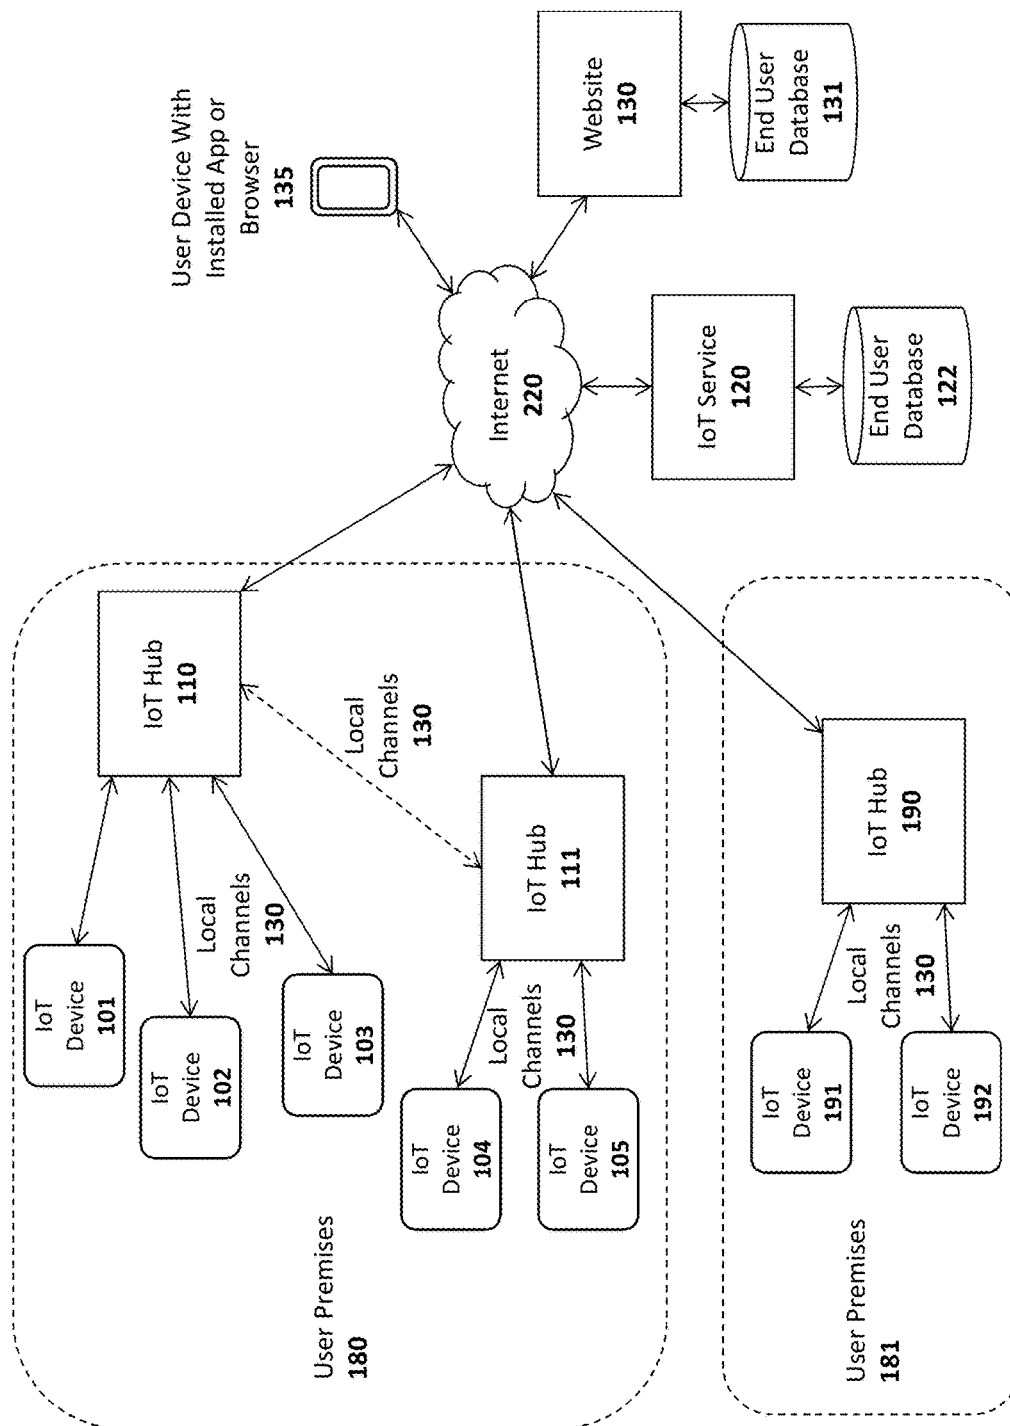 User Device With
Installed App or
Browser
135
Website
130
End User
Database
131
Internet
220
IoT Service
120
End User
Database
122
IoT Hub
110
Local
Channels
130
IoT Device
101
IoT
Device
102
Local
Channels
130
IoT
Device
103
IoT Hub
111
IoT
Device
104
Local
Channels
130
IoT
Device
105
User Premises
180
IoT Hub
190
Local
Channels
130
IoT
Device
191
IoT
Device
192
User Premises
181